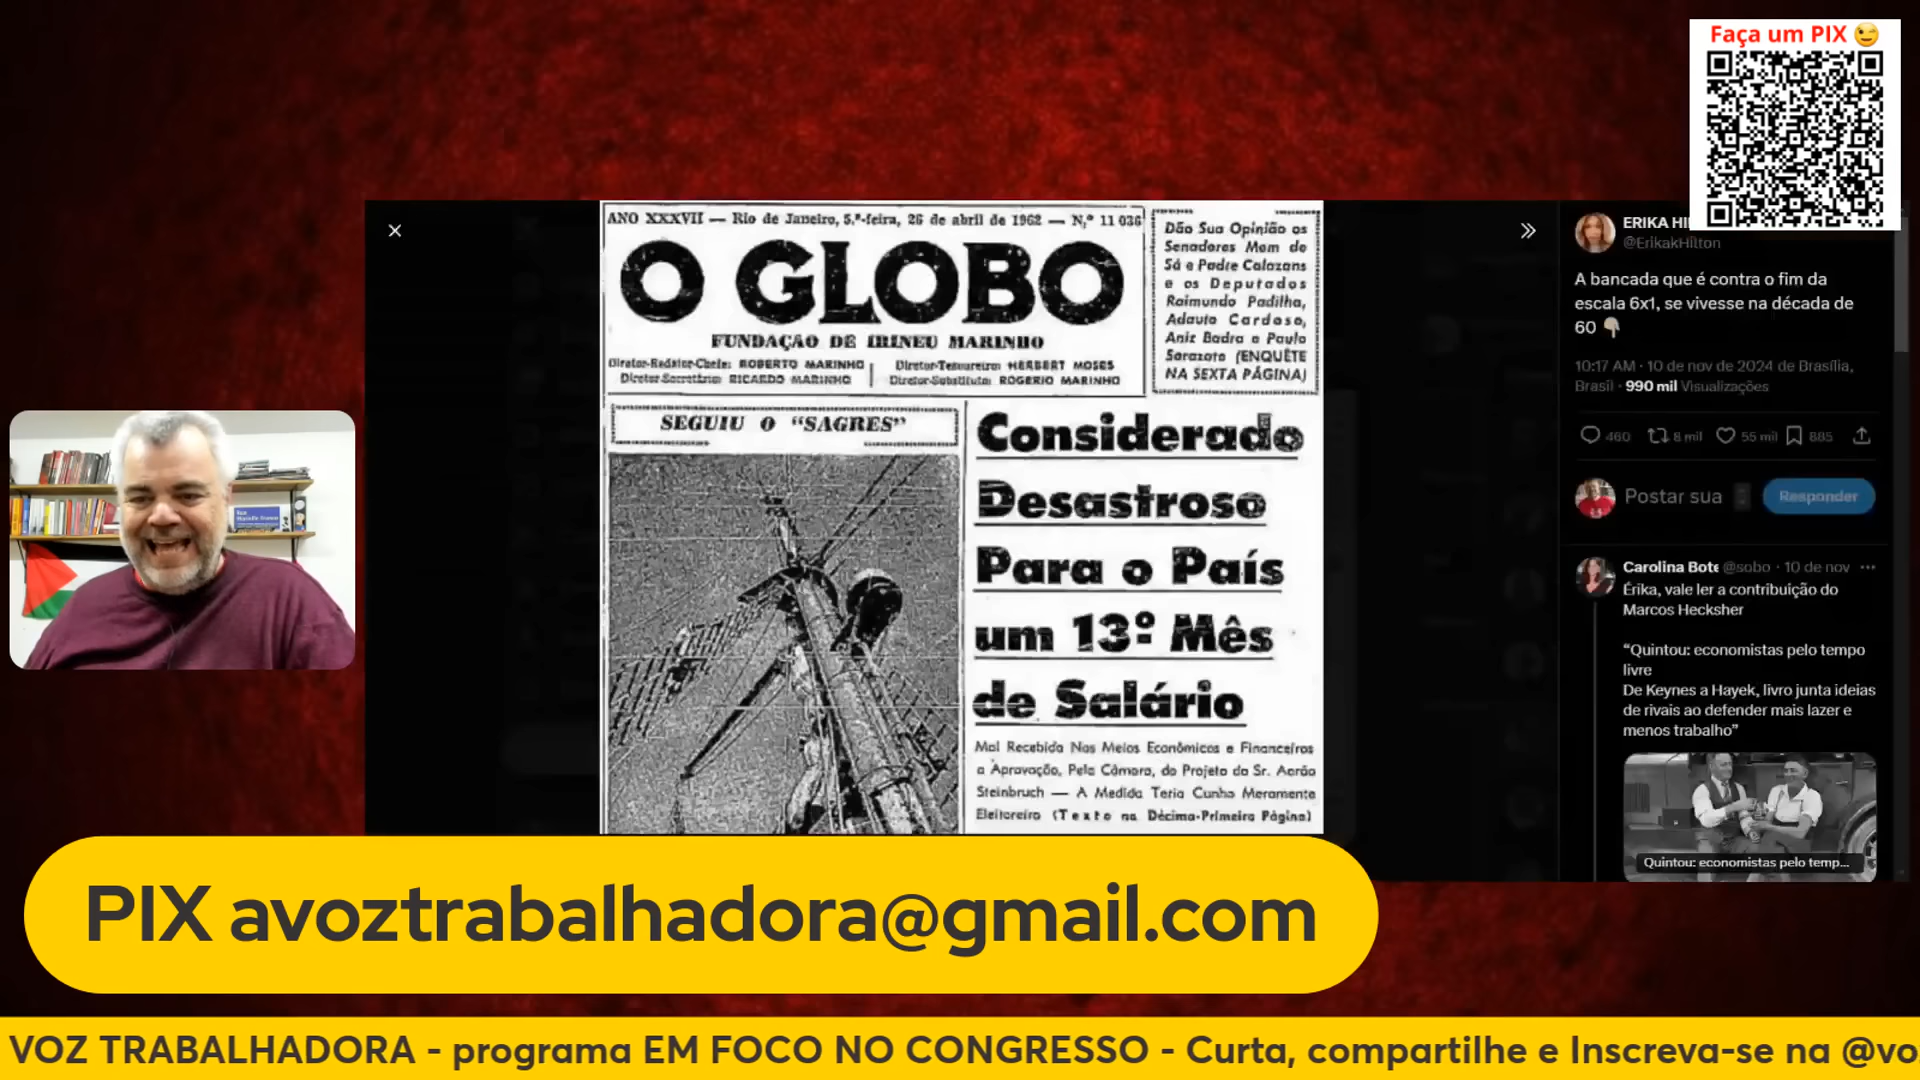 Faça um PIX 😉
ANO XXXVII — Rio de Janeiro, 5.ª-feira, 26 de abril de 1962 — N.º 11 036
O GLOBO
FUNDAÇÃO DE IRINEU MARINHO
Diretor-Redator-Chefe: ROBERTO MARINHO
Diretor-Secretário: RICARDO MARINHO
Diretor-Tesoureiro: HERBERT MOSES
Diretor-Substituto: ROGERIO MARINHO
Dão Sua Opinião os
Senadores Mem de
Sá e Padre Calazans
e os Deputados
Raimundo Padilha,
Adauto Cardoso,
Aniz Badra e Paulo
Sarazate (ENQUÊTE
NA SEXTA PÁGINA)
SEGUIU O “SAGRES”
Considerado
Desastroso
Para o País
um 13º Mês
de Salário
Mal Recebida Nos Meios Econômicos e Financeiros
a Aprovação, Pela Câmara, do Projeto do Sr. Aarão
Steinbruch — A Medida Teria Cunho Meramente
Eleitoreiro (Texto na Décima-Primeira Página)
ERIKA HI
@ErikakHilton
A bancada que é contra o fim da
escala 6x1, se vivesse na década de
60 👇
10:17 AM · 10 de nov de 2024 de Brasília,
Brasil · 990 mil Visualizações
460 8 mil 55 mil 885
Postar sua
Responder
Carolina Bote @sobo · 10 de nov ···
Érika, vale ler a contribuição do
Marcos Hecksher
“Quintou: economistas pelo tempo
livre
De Keynes a Hayek, livro junta ideias
de rivais ao defender mais lazer e
menos trabalho”
Quintou: economistas pelo temp...
PIX avoztrabalhadora@gmail.com
VOZ TRABALHADORA - programa EM FOCO NO CONGRESSO - Curta, compartilhe e Inscreva-se na @vo